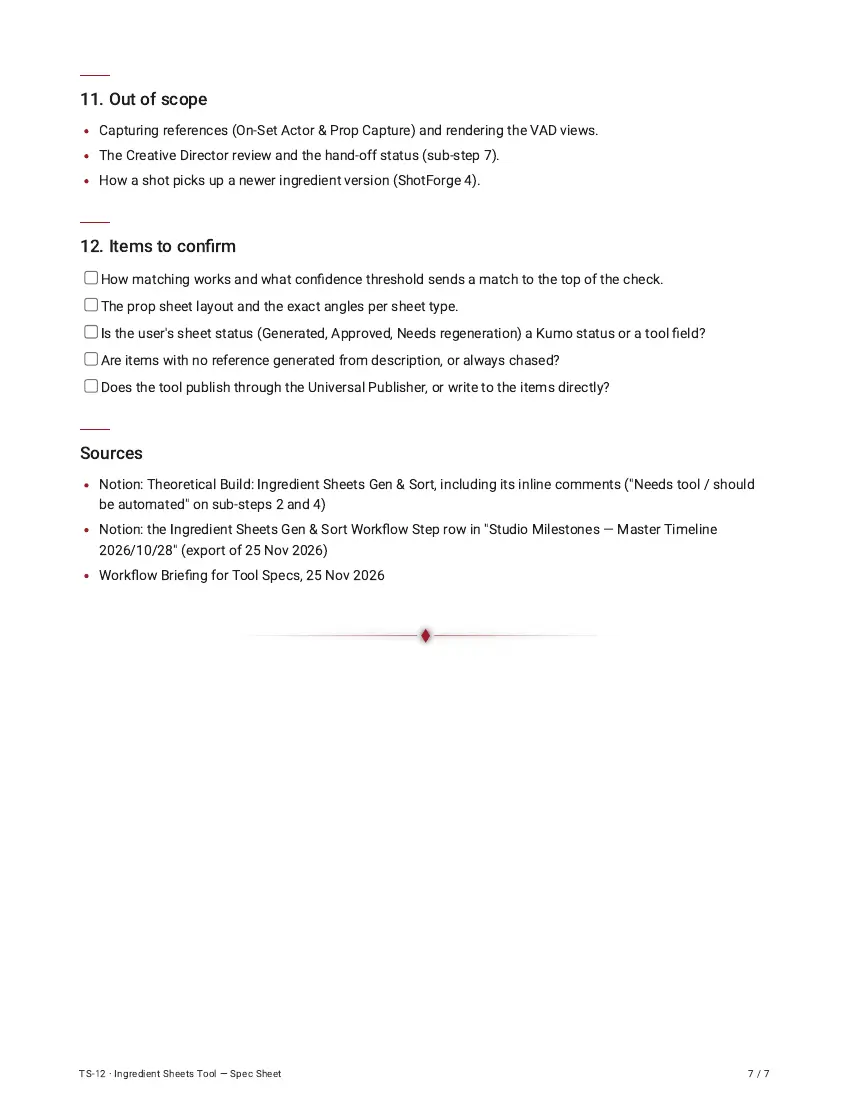 11. Out of scope
• Capturing references (On-Set Actor & Prop Capture) and rendering the VAD views.
• The Creative Director review and the hand-off status (sub-step 7).
• How a shot picks up a newer ingredient version (ShotForge 4).
12. Items to confirm
☐ How matching works and what confidence threshold sends a match to the top of the check.
☐ The prop sheet layout and the exact angles per sheet type.
☐ Is the user's sheet status (Generated, Approved, Needs regeneration) a Kumo status or a tool field?
☐ Are items with no reference generated from description, or always chased?
☐ Does the tool publish through the Universal Publisher, or write to the items directly?
Sources
• Notion: Theoretical Build: Ingredient Sheets Gen & Sort, including its inline comments ("Needs tool / should
be automated" on sub-steps 2 and 4)
• Notion: the Ingredient Sheets Gen & Sort Workflow Step row in "Studio Milestones — Master Timeline
2026/10/28" (export of 25 Nov 2026)
• Workflow Briefing for Tool Specs, 25 Nov 2026
TS-12 · Ingredient Sheets Tool — Spec Sheet
7 / 7